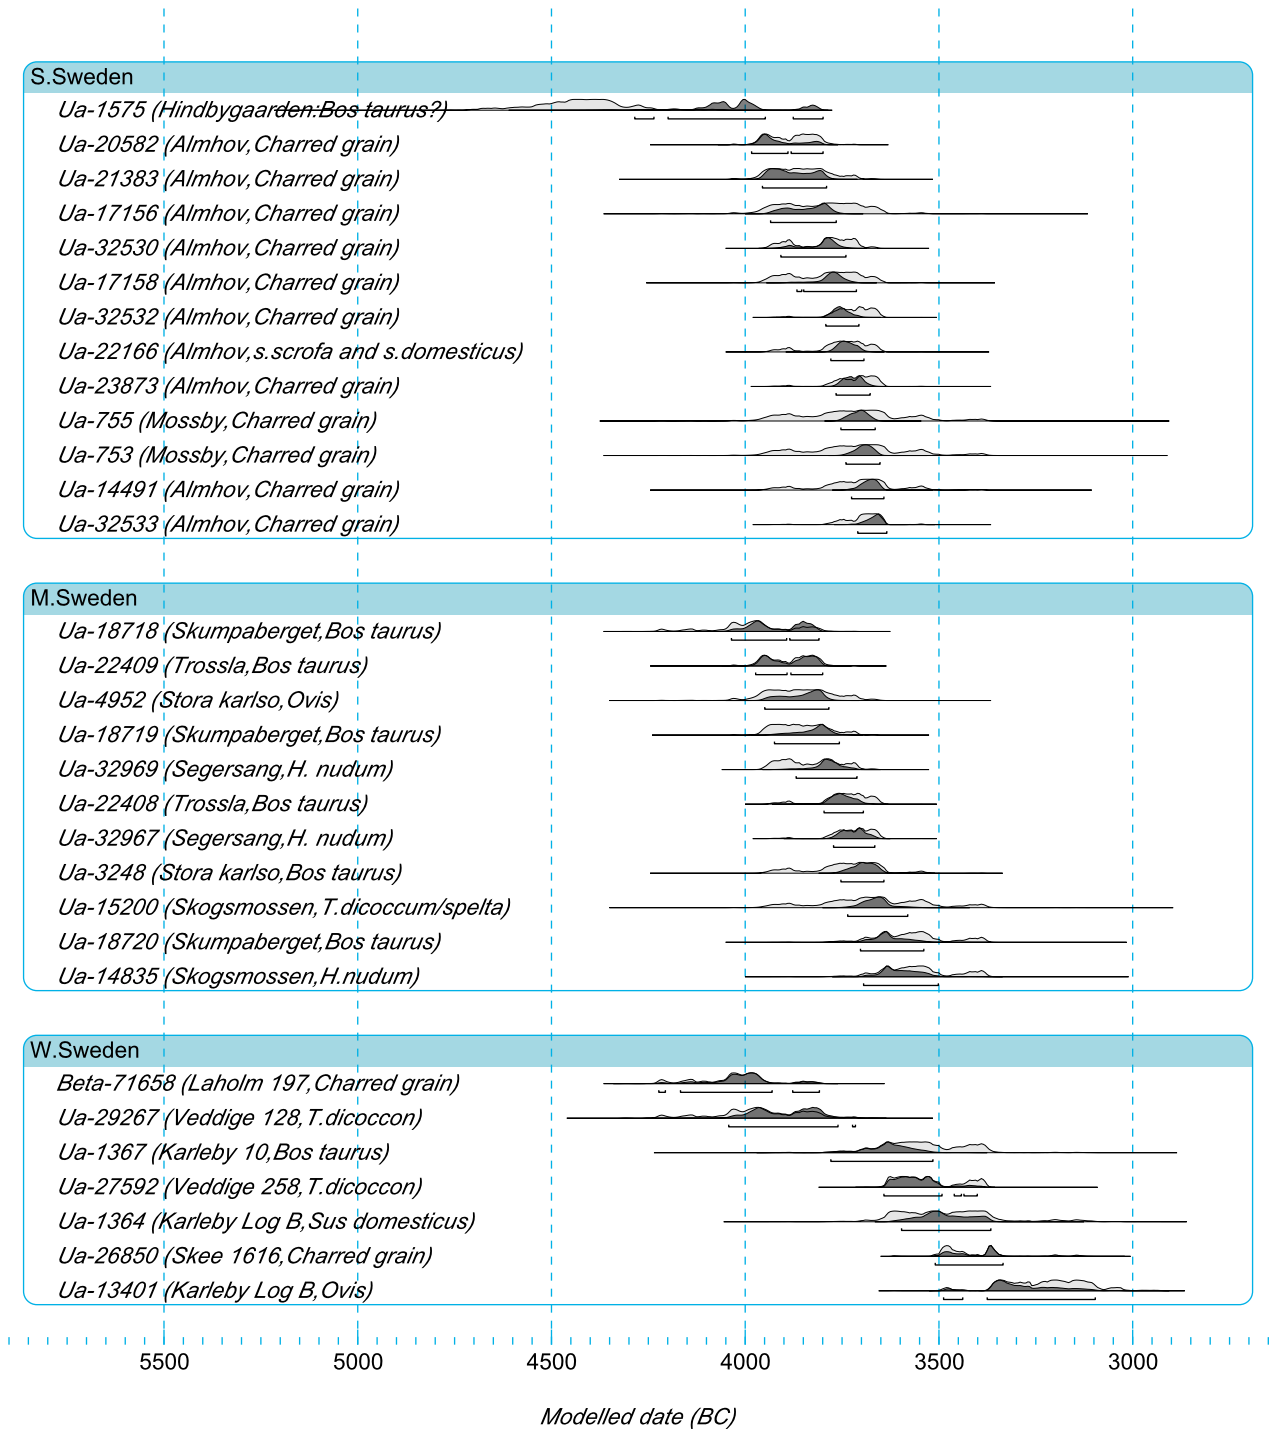 S.Sweden
Ua-1575 (Hindbygaarden:Bos taurus?)
Ua-20582 (Almhov,Charred grain)
Ua-21383 (Almhov,Charred grain)
Ua-17156 (Almhov,Charred grain)
Ua-32530 (Almhov,Charred grain)
Ua-17158 (Almhov,Charred grain)
Ua-32532 (Almhov,Charred grain)
Ua-22166 (Almhov,s.scrofa and s.domesticus)
Ua-23873 (Almhov,Charred grain)
Ua-755 (Mossby,Charred grain)
Ua-753 (Mossby,Charred grain)
Ua-14491 (Almhov,Charred grain)
Ua-32533 (Almhov,Charred grain)
M.Sweden
Ua-18718 (Skumpaberget,Bos taurus)
Ua-22409 (Trossla,Bos taurus)
Ua-4952 (Stora karlso,Ovis)
Ua-18719 (Skumpaberget,Bos taurus)
Ua-32969 (Segersang,H. nudum)
Ua-22408 (Trossla,Bos taurus)
Ua-32967 (Segersang,H. nudum)
Ua-3248 (Stora karlso,Bos taurus)
Ua-15200 (Skogsmossen,T.dicoccum/spelta)
Ua-18720 (Skumpaberget,Bos taurus)
Ua-14835 (Skogsmossen,H.nudum)
W.Sweden
Beta-71658 (Laholm 197,Charred grain)
Ua-29267 (Veddige 128,T.dicoccon)
Ua-1367 (Karleby 10,Bos taurus)
Ua-27592 (Veddige 258,T.dicoccon)
Ua-1364 (Karleby Log B,Sus domesticus)
Ua-26850 (Skee 1616,Charred grain)
Ua-13401 (Karleby Log B,Ovis)
5500 5000 4500 4000 3500 3000
Modelled date (BC)